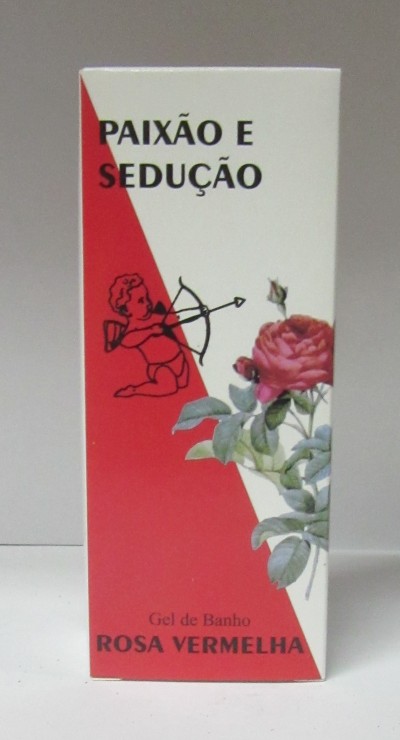 PAIXÃO E
SEDUÇÃO
Gel de Banho
ROSA VERMELHA